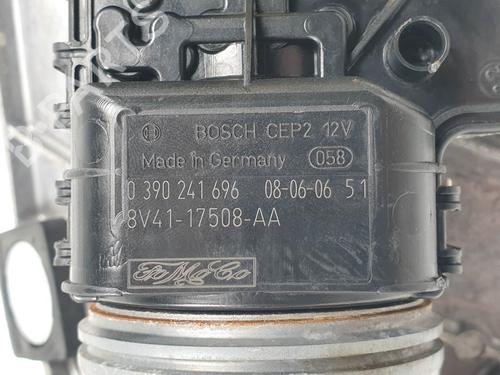 BOSCH CEP2 12V
Made in Germany 058
0 390 241 696 08-06-06 51
8V41-17508-AA
FoMoCo